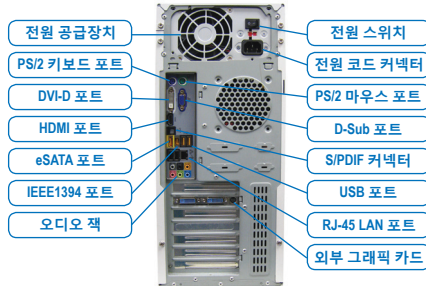 전원 공급장치
전원 스위치
PS/2 키보드 포트
전원 코드 커넥터
DVI-D 포트
PS/2 마우스 포트
HDMI 포트
D-Sub 포트
eSATA 포트
S/PDIF 커넥터
IEEE1394 포트
USB 포트
오디오 잭
RJ-45 LAN 포트
외부 그래픽 카드